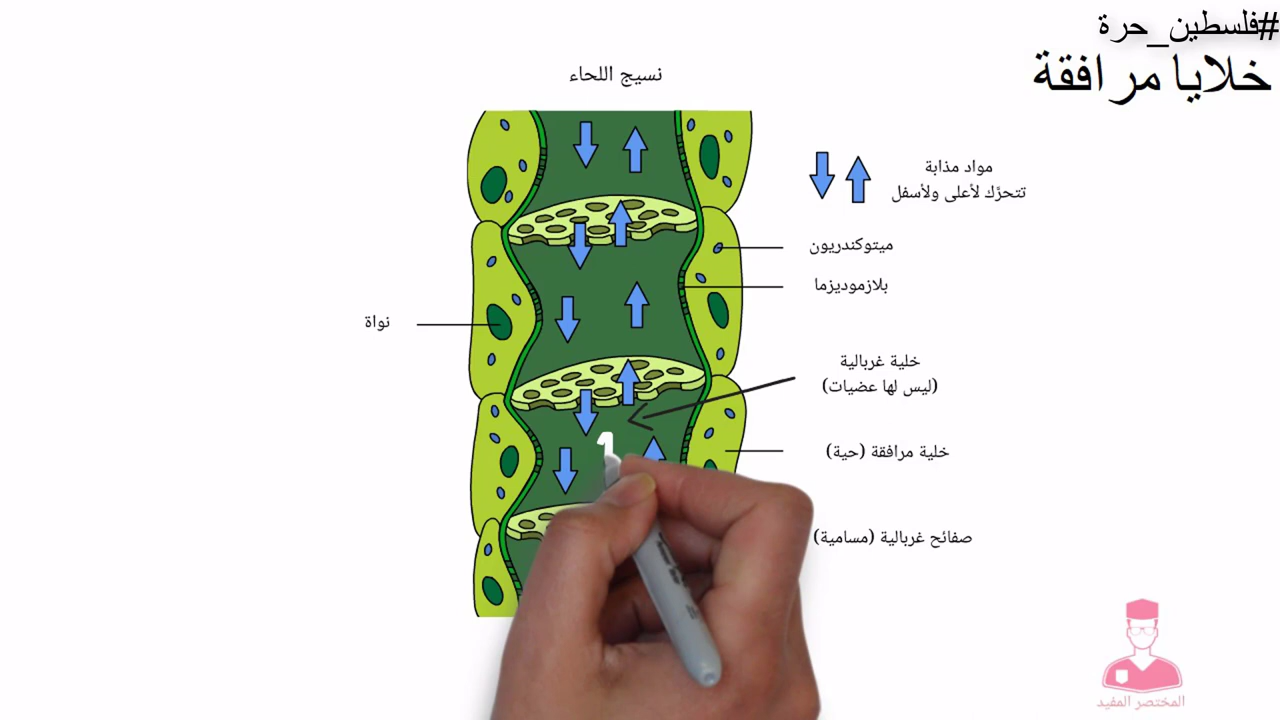 #فلسطين_حرة
خلايا مرافقة
نسيج اللحاء
مواد مذابة
تتحرَّك لأعلى ولأسفل
ميتوكندريون
بلازموديزما
نواة
خلية غربالية
(ليس لها عضيات)
خلية مرافقة (حية)
صفائح غربالية (مسامية)
1
المختصر المفيد